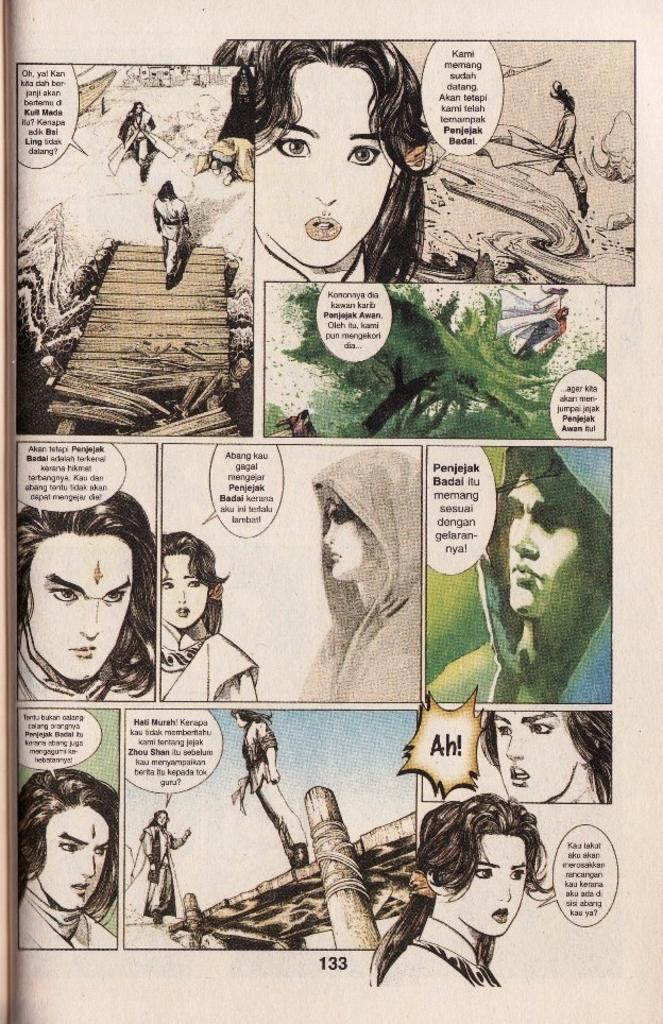 Oh, ya! Kan
kita dah ber-
janji akan
bertemu di
Kuil Mada
itu? Kenapa
adik Bai
Ling tidak
datang?
Kami
memang
sudah
datang.
Akan tetapi
kami telah
ternampak
Penjejak
Badai.
Kononnya dia
kawan karib
Penjejak Awan.
Oleh itu, kami
pun mengekori
dia...
...agar kita
akan men-
jumpai jejak
Penjejak
Awan itu!
Akan tetapi Penjejak
Badai adalah terkenal
kerana hikmat
terbangnya. Kau dan
abang tentu tidak akan
dapat mengejar dia!
Abang kau
gagal
mengejar
Penjejak
Badai kerana
aku ini terlalu
lambat!
Penjejak
Badai itu
memang
sesuai
dengan
gelaran-
nya!
Tentu bukan calang-
calang orangnya
Penjejak Badai itu
kerana abang juga
mengagumi ke-
hebatannya!
Hati Murah! Kenapa
kau tidak memberitahu
kami tentang jejak
Zhou Shan itu sebelum
kau menyampaikan
berita itu kepada tok
guru?
Ah!
Kau takut
aku akan
merosakkan
rancangan
kau kerana
aku ada di
sisi abang
kau ya?
133